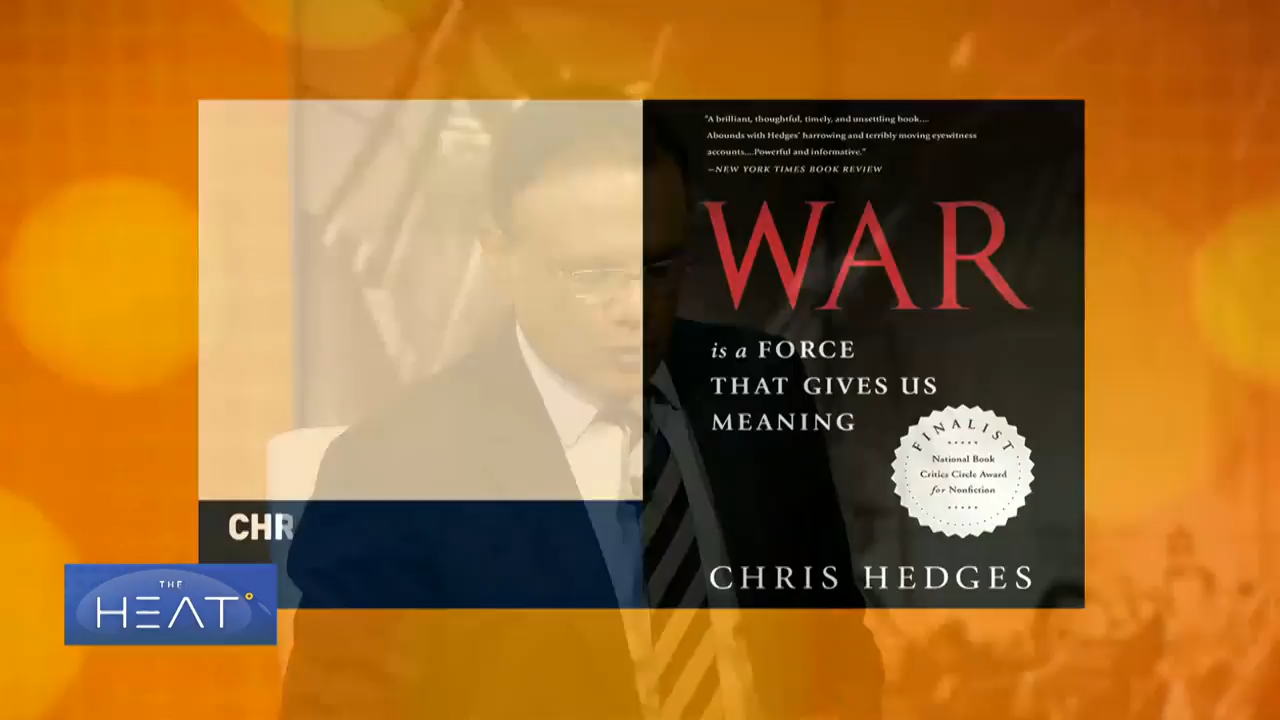 "A brilliant, thoughtful, timely, and unsettling book....
Abounds with Hedges' harrowing and terribly moving eyewitness
accounts....Powerful and informative."
—NEW YORK TIMES BOOK REVIEW
WAR
is a FORCE
THAT GIVES US
MEANING
FINALIST
National Book
Critics Circle Award
for Nonfiction
CHRIS HEDGES
CHR
THE
HEAT